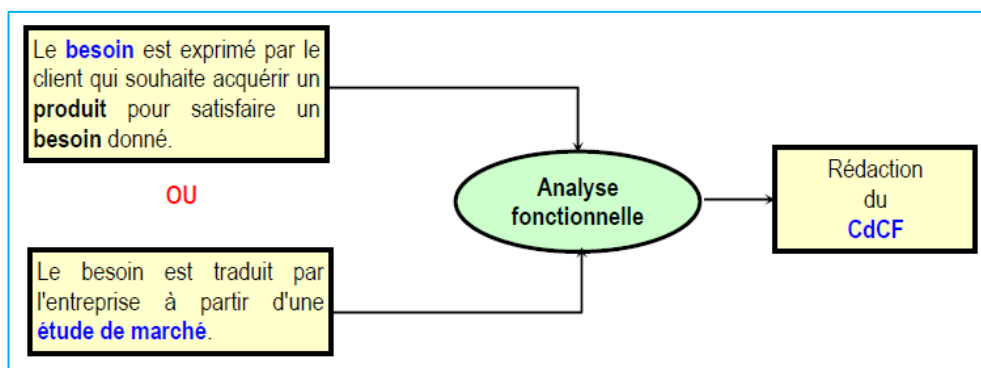 Le besoin est exprimé par le
client qui souhaite acquérir un
produit pour satisfaire un
besoin donné.
OU
Le besoin est traduit par
l'entreprise à partir d'une
étude de marché.
Analyse
fonctionnelle
Rédaction
du
CdCF